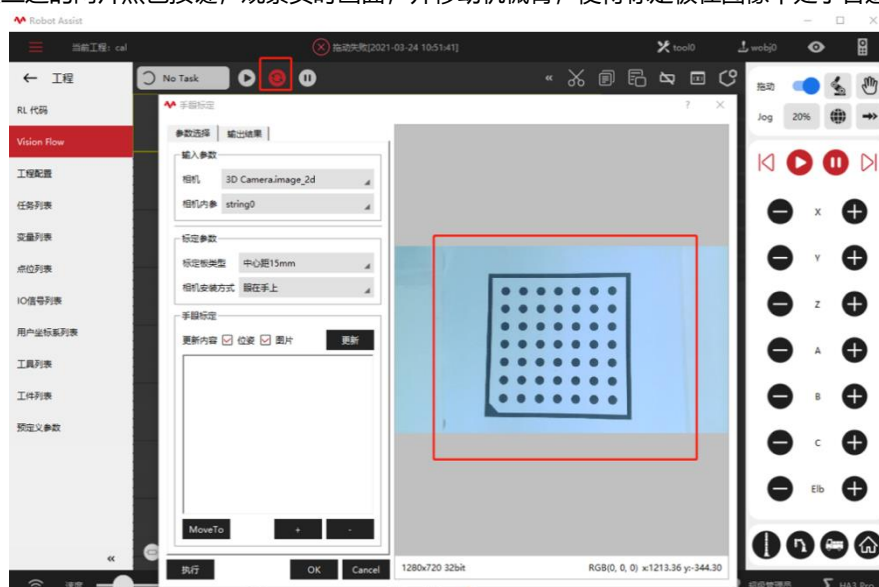 Robot Assist
当前工程: cal
拖动失败[2021-03-24 10:51:41]
tool0
wobj0
工程
No Task
RL 代码
Vision Flow
工程配置
任务列表
变量列表
点位列表
IO信号列表
用户坐标系列表
工具列表
工件列表
预定义参数
手眼标定
参数选择 输出结果
输入参数
相机 3D Camera.image_2d
相机内参 string0
标定参数
标定板类型 中心距15mm
相机安装方式 眼在手上
手眼标定
更新内容 位姿 图片 更新
MoveTo + -
执行 OK Cancel
1280x720 32bit RGB(0, 0, 0) x:1213.36 y:-344.30
拖动
Jog 20%
X
Y
Z
A
B
C
Elb